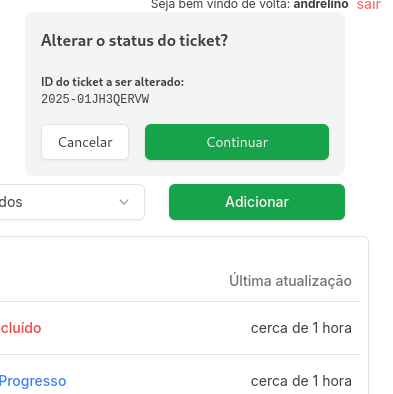 Seja bem vindo de volta: andrelino sair
Alterar o status do ticket?
ID do ticket a ser alterado:
2025-01JH3QERVW
Cancelar Continuar
dos Adicionar
Última atualização
cluído cerca de 1 hora
Progresso cerca de 1 hora